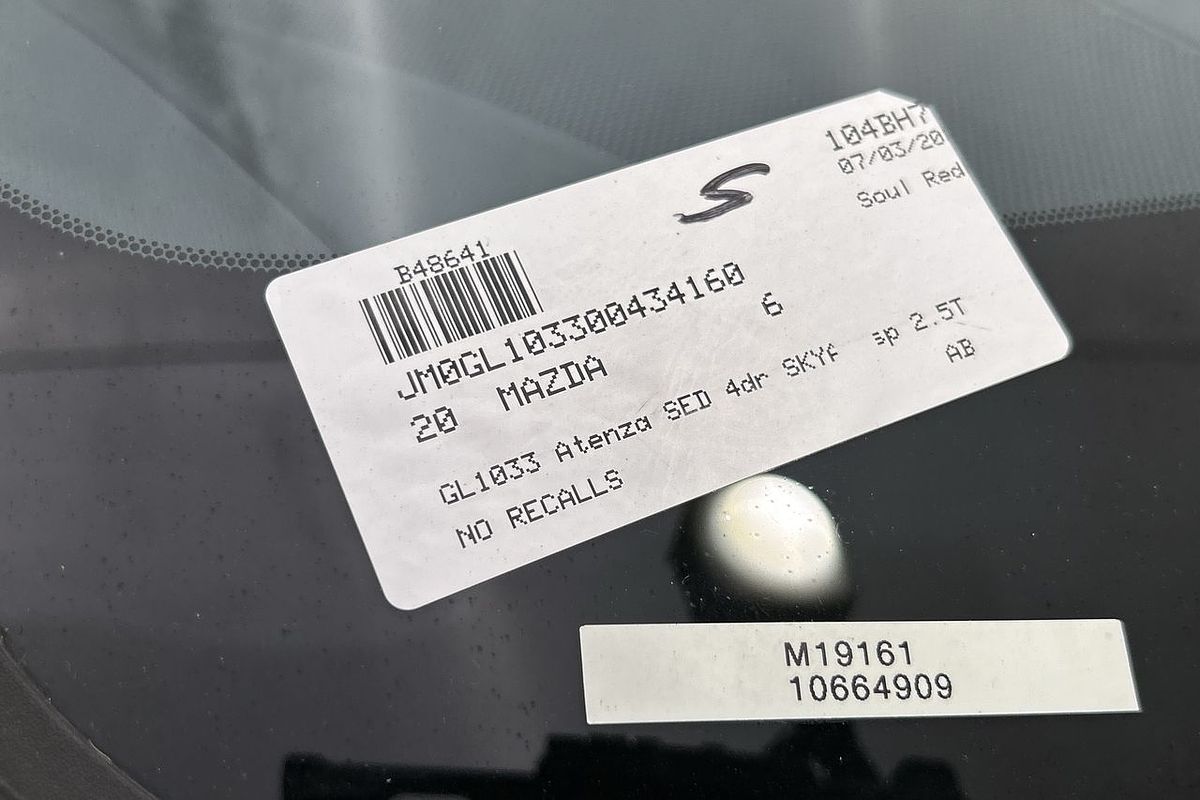 S
104BH7
07/03/20
Soul Red
B48641
JM0GL103300434160
20 MAZDA 6
GL1033 Atenza SED 4dr SKYA sp 2.5T
NO RECALLS AB
M19161
10664909